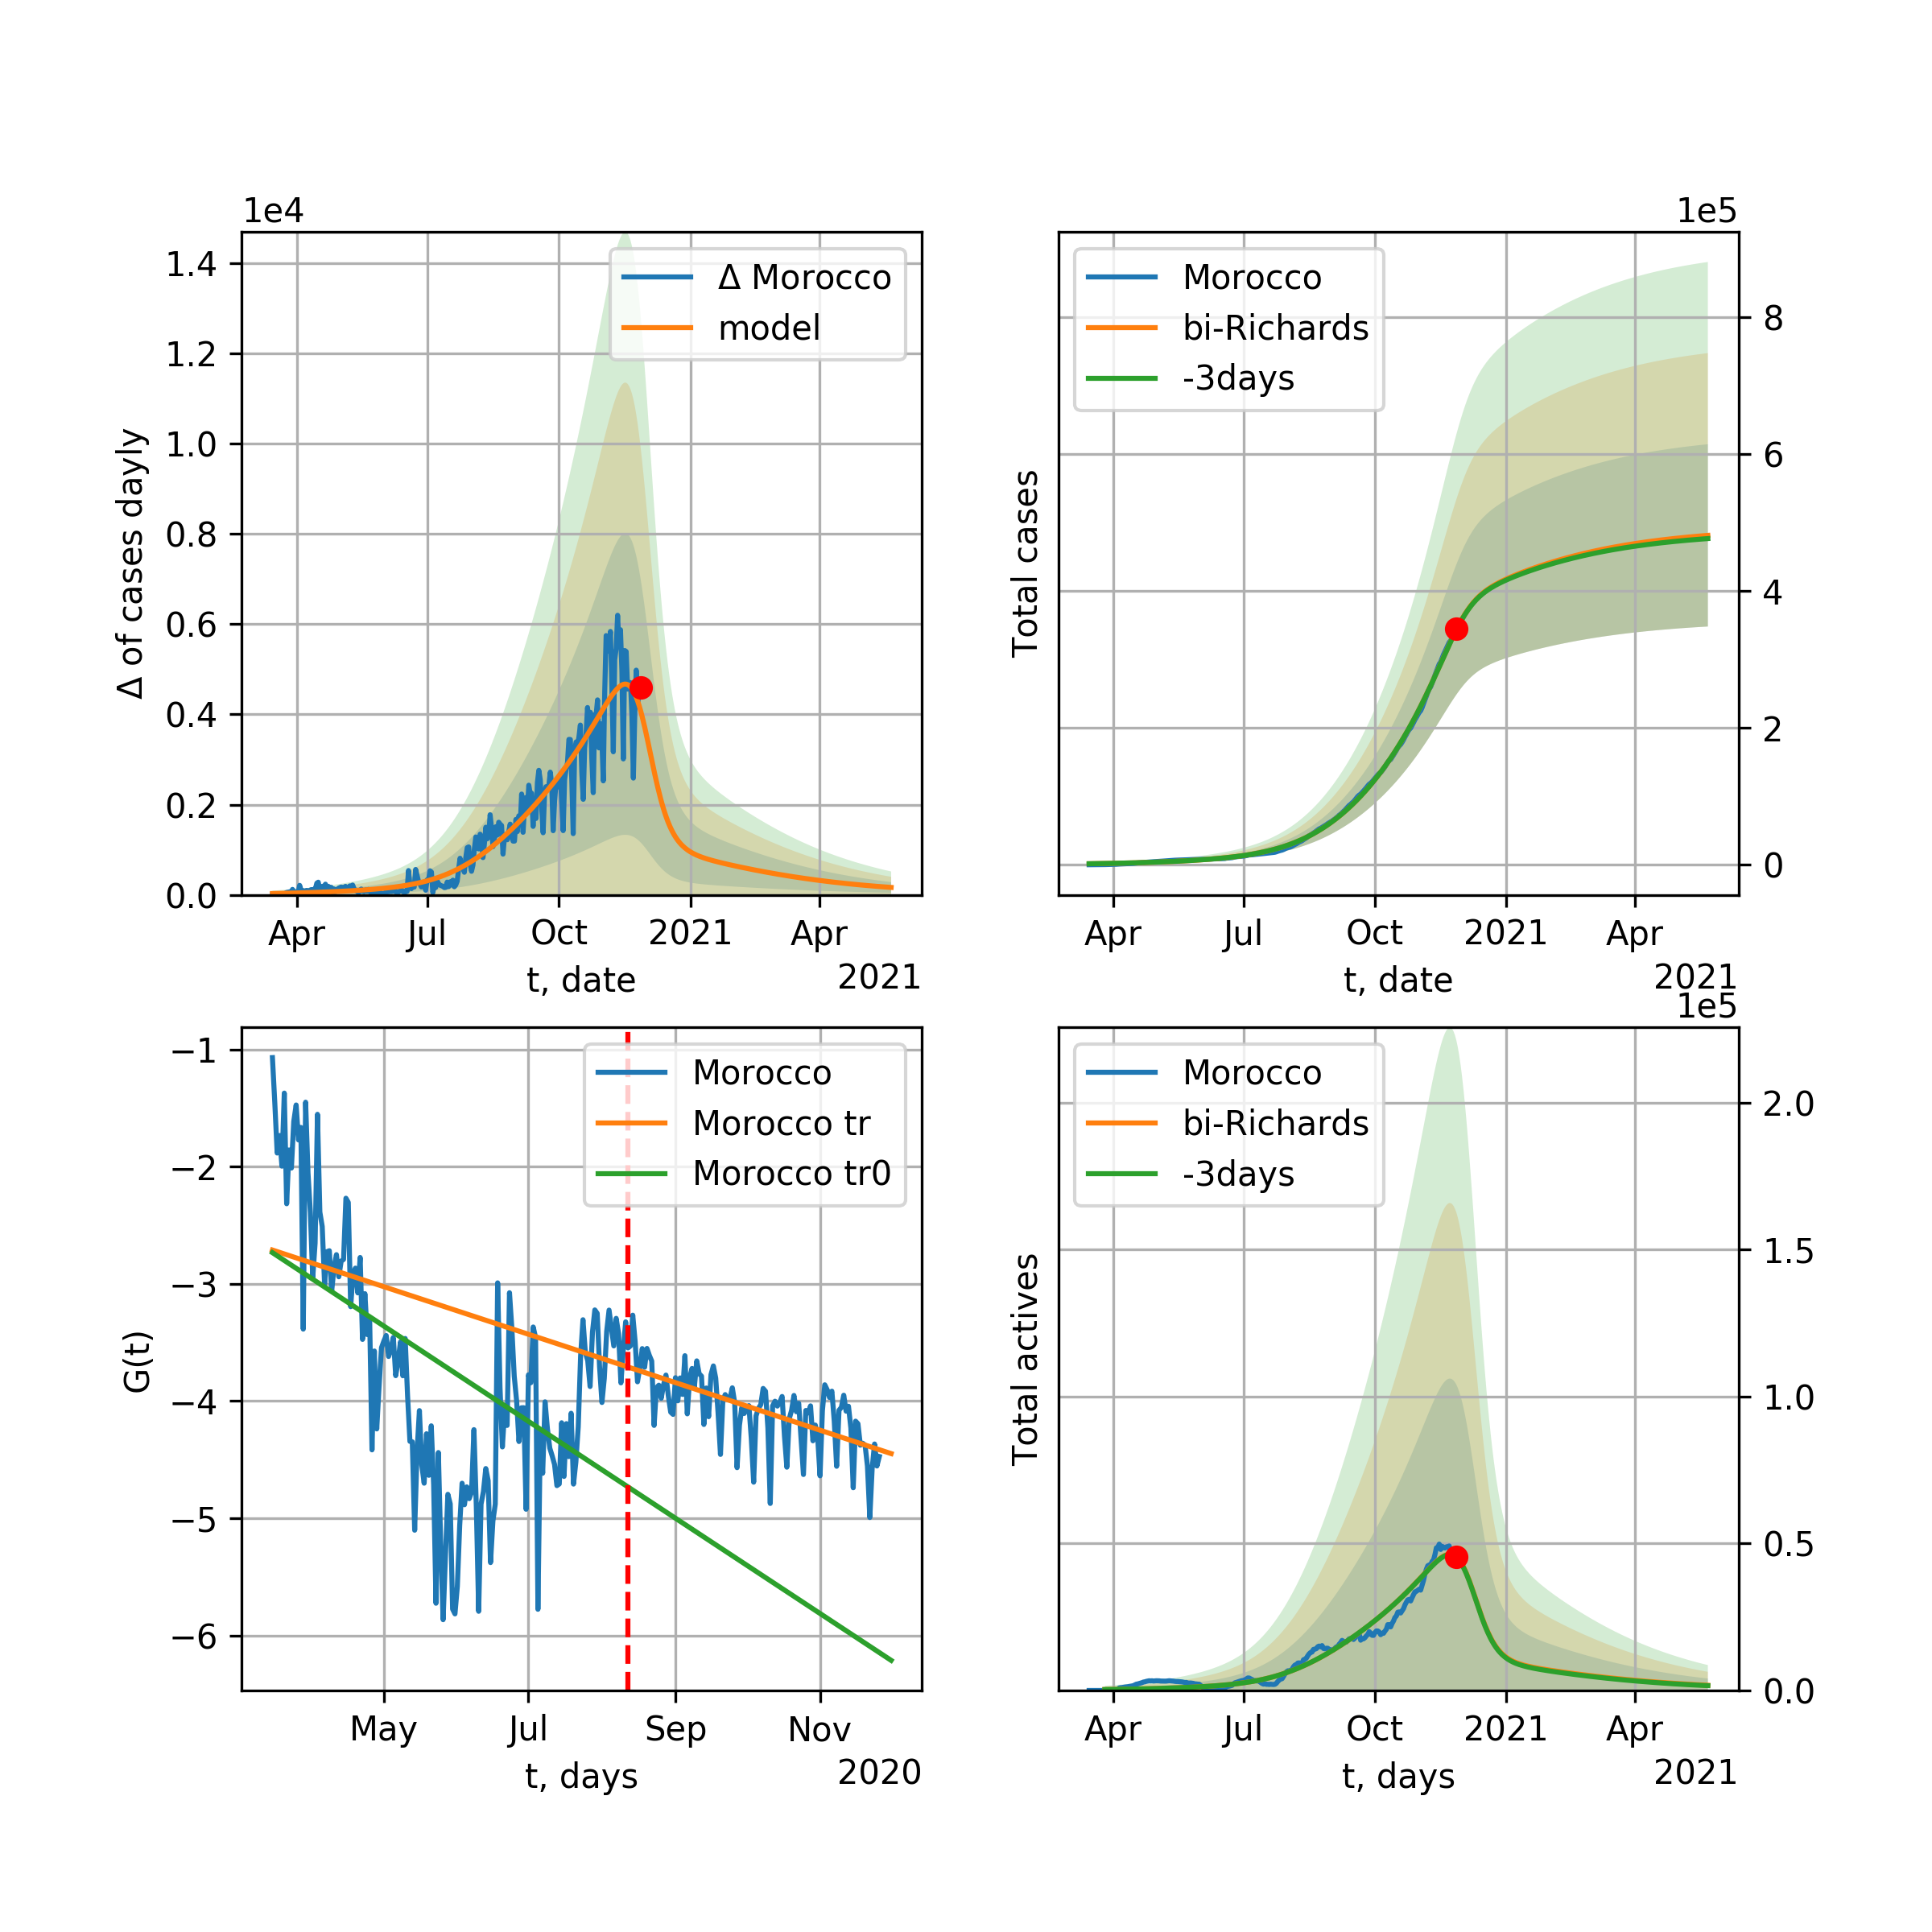 1e4
Δ of cases dayly
1.4
1.2
1.0
0.8
0.6
0.4
0.2
0.0
Δ Morocco
model
Apr Jul Oct 2021 Apr
t, date
2021
1e5
Total cases
Morocco
bi-Richards
-3days
8
6
4
2
0
Apr Jul Oct 2021 Apr
t, date
2021
G(t)
−1
−2
−3
−4
−5
−6
Morocco
Morocco tr
Morocco tr0
May Jul Sep Nov
t, days
2020
1e5
Total actives
Morocco
bi-Richards
-3days
2.0
1.5
1.0
0.5
0.0
Apr Jul Oct 2021 Apr
t, days
2021